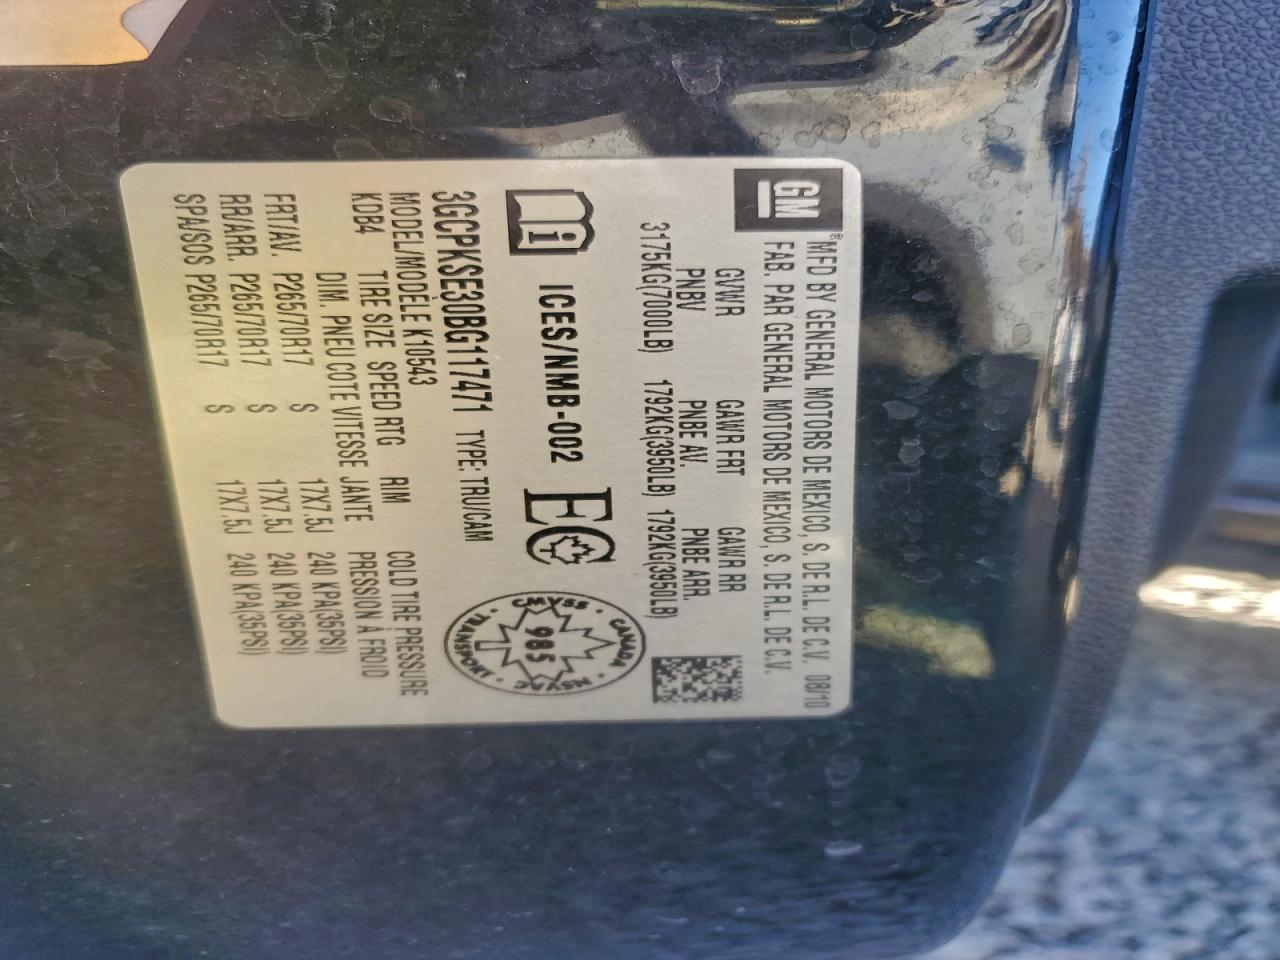 GM
® MFD BY GENERAL MOTORS DE MEXICO, S. DE R.L. DE C.V. 08/10
FAB. PAR GENERAL MOTORS DE MEXICO, S. DE R.L. DE C.V.
GVWR GAWR FRT GAWR RR
PNBV PNBE AV. PNBE ARR.
3175KG(7000LB) 1792KG(3950LB) 1792KG(3950LB)
i ICES/NMB-002 EC
CANADA · NSVAC · TRANSPORT · CMVSS ·
985
3GCPKSE30BG117471 TYPE: TRU/CAM
MODEL/MODÈLE K10543
KDB4 TIRE SIZE SPEED RTG RIM COLD TIRE PRESSURE
DIM. PNEU COTE VITESSE JANTE PRESSION À FROID
FRT/AV. P265/70R17 S 17X7.5J 240 KPA(35PSI)
RR/ARR. P265/70R17 S 17X7.5J 240 KPA(35PSI)
SPA/SOS P265/70R17 S 17X7.5J 240 KPA(35PSI)